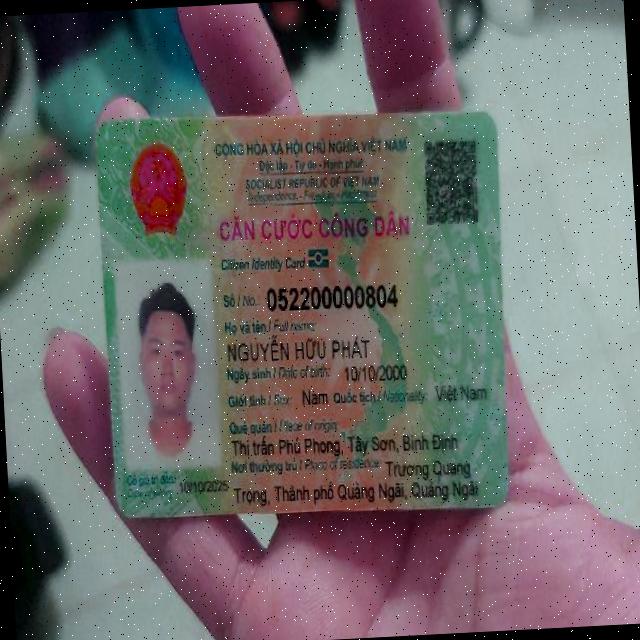 CỘNG HÒA XÃ HỘI CHỦ NGHĨA VIỆT NAM
Độc lập - Tự do - Hạnh phúc
SOCIALIST REPUBLIC OF VIET NAM
Independence - Freedom - Happiness
CĂN CƯỚC CÔNG DÂN
Citizen Identity Card
Số / No.: 052200000804
Họ và tên / Full name:
NGUYỄN HỮU PHÁT
Ngày sinh / Date of birth: 10/10/2000
Giới tính / Sex: Nam Quốc tịch / Nationality: Việt Nam
Quê quán / Place of origin:
Thị trấn Phú Phong, Tây Sơn, Bình Định
Nơi thường trú / Place of residence: Trương Quang
Trọng, Thành phố Quảng Ngãi, Quảng Ngãi
Có giá trị đến: 10/10/2025